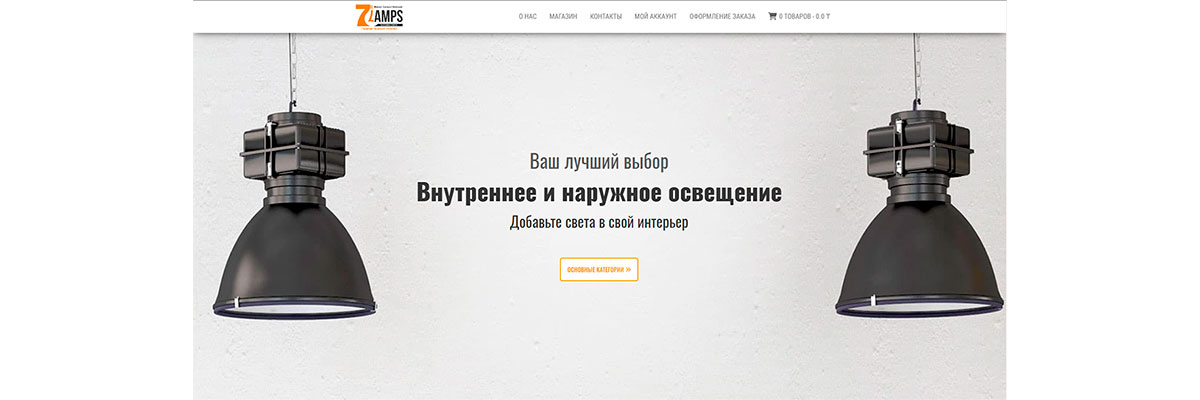 7LAMPS
О НАС МАГАЗИН КОНТАКТЫ МОЙ АККАУНТ ОФОРМЛЕНИЕ ЗАКАЗА 0 ТОВАРОВ - 0.0 ₸
Ваш лучший выбор
Внутреннее и наружное освещение
Добавьте света в свой интерьер
ОСНОВНЫЕ КАТЕГОРИИ »